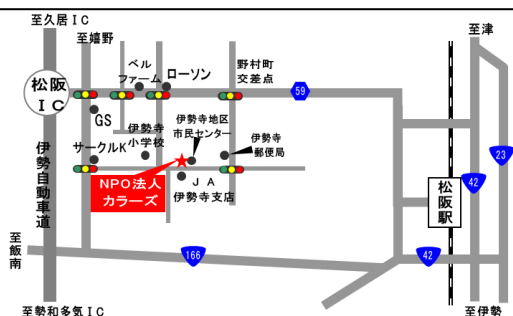 至久居IC
至嬉野
至津
ベル
ファーム
ローソン
野村町
交差点
松阪
IC
59
GS
伊勢寺
小学校
伊勢寺地区
市民センター
伊勢寺
郵便局
サークルK
23
伊勢自動車道
NPO法人
カラーズ
JA
伊勢寺支店
松阪駅
42
至飯南
166
42
至勢和多気IC
至伊勢